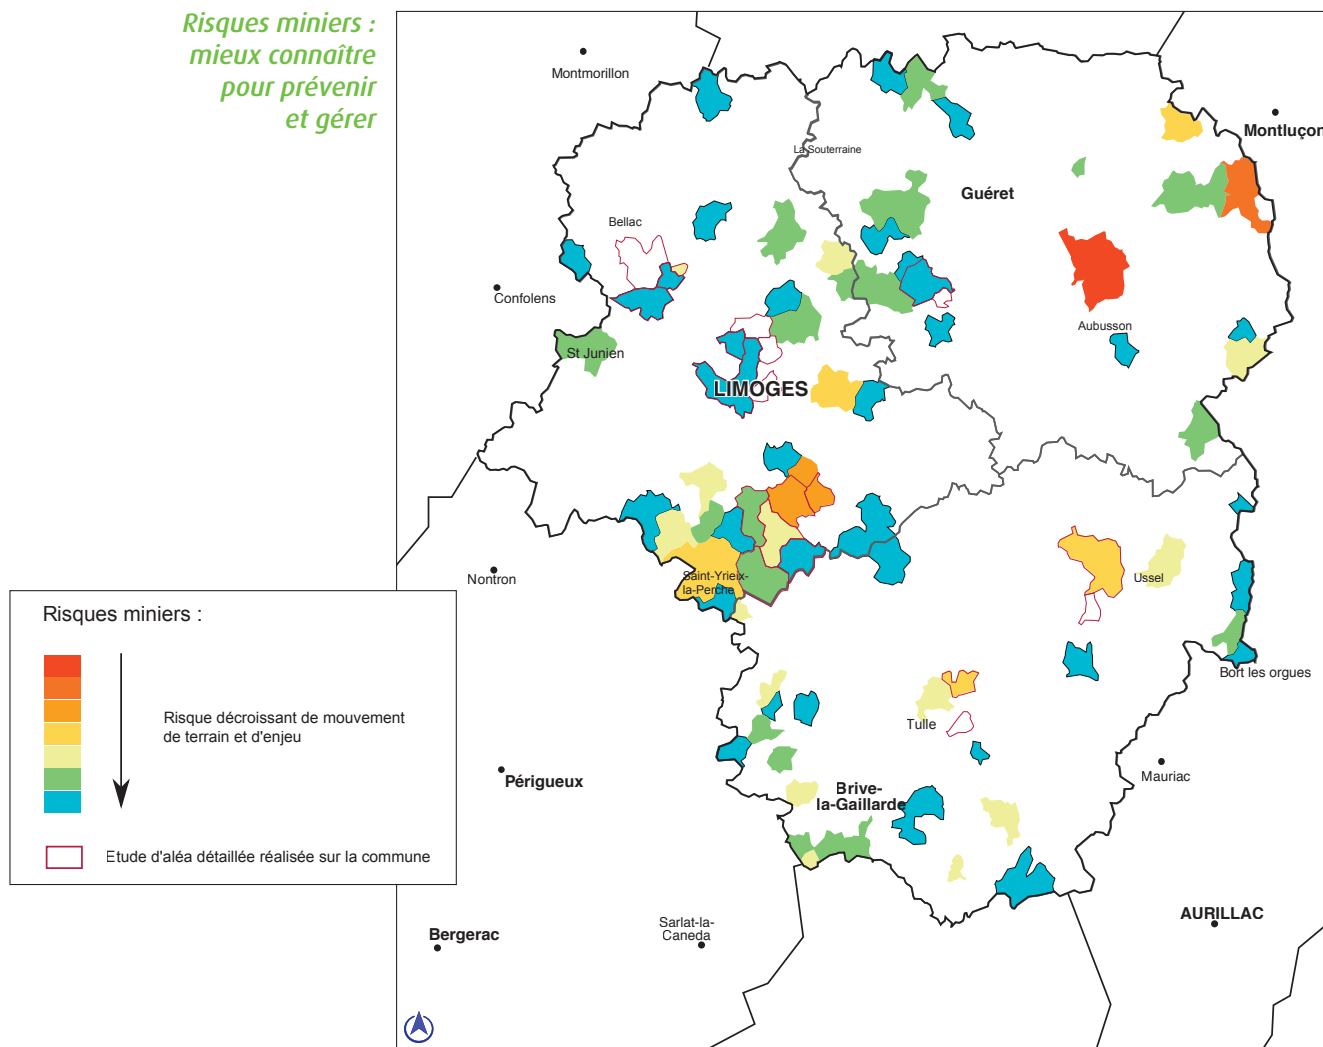 Risques miniers :
mieux connaître
pour prévenir
et gérer
Montmorillon
Montluçon
La Souterraine
Guéret
Bellac
Confolens
Aubusson
St Junien
LIMOGES
Nontron
Saint-Yrieix-
la-Perche
Ussel
Risques miniers :
Risque décroissant de mouvement
de terrain et d'enjeu
Etude d'aléa détaillée réalisée sur la commune
Bort les orgues
Tulle
Mauriac
Périgueux
Brive-
la-Gaillarde
AURILLAC
Sarlat-la-
Caneda
Bergerac